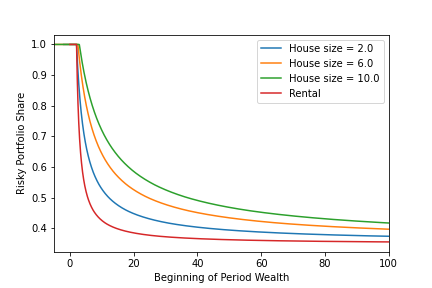 House size = 2.0
House size = 6.0
House size = 10.0
Rental
Risky Portfolio Share
1.0
0.9
0.8
0.7
0.6
0.5
0.4
0 20 40 60 80 100
Beginning of Period Wealth